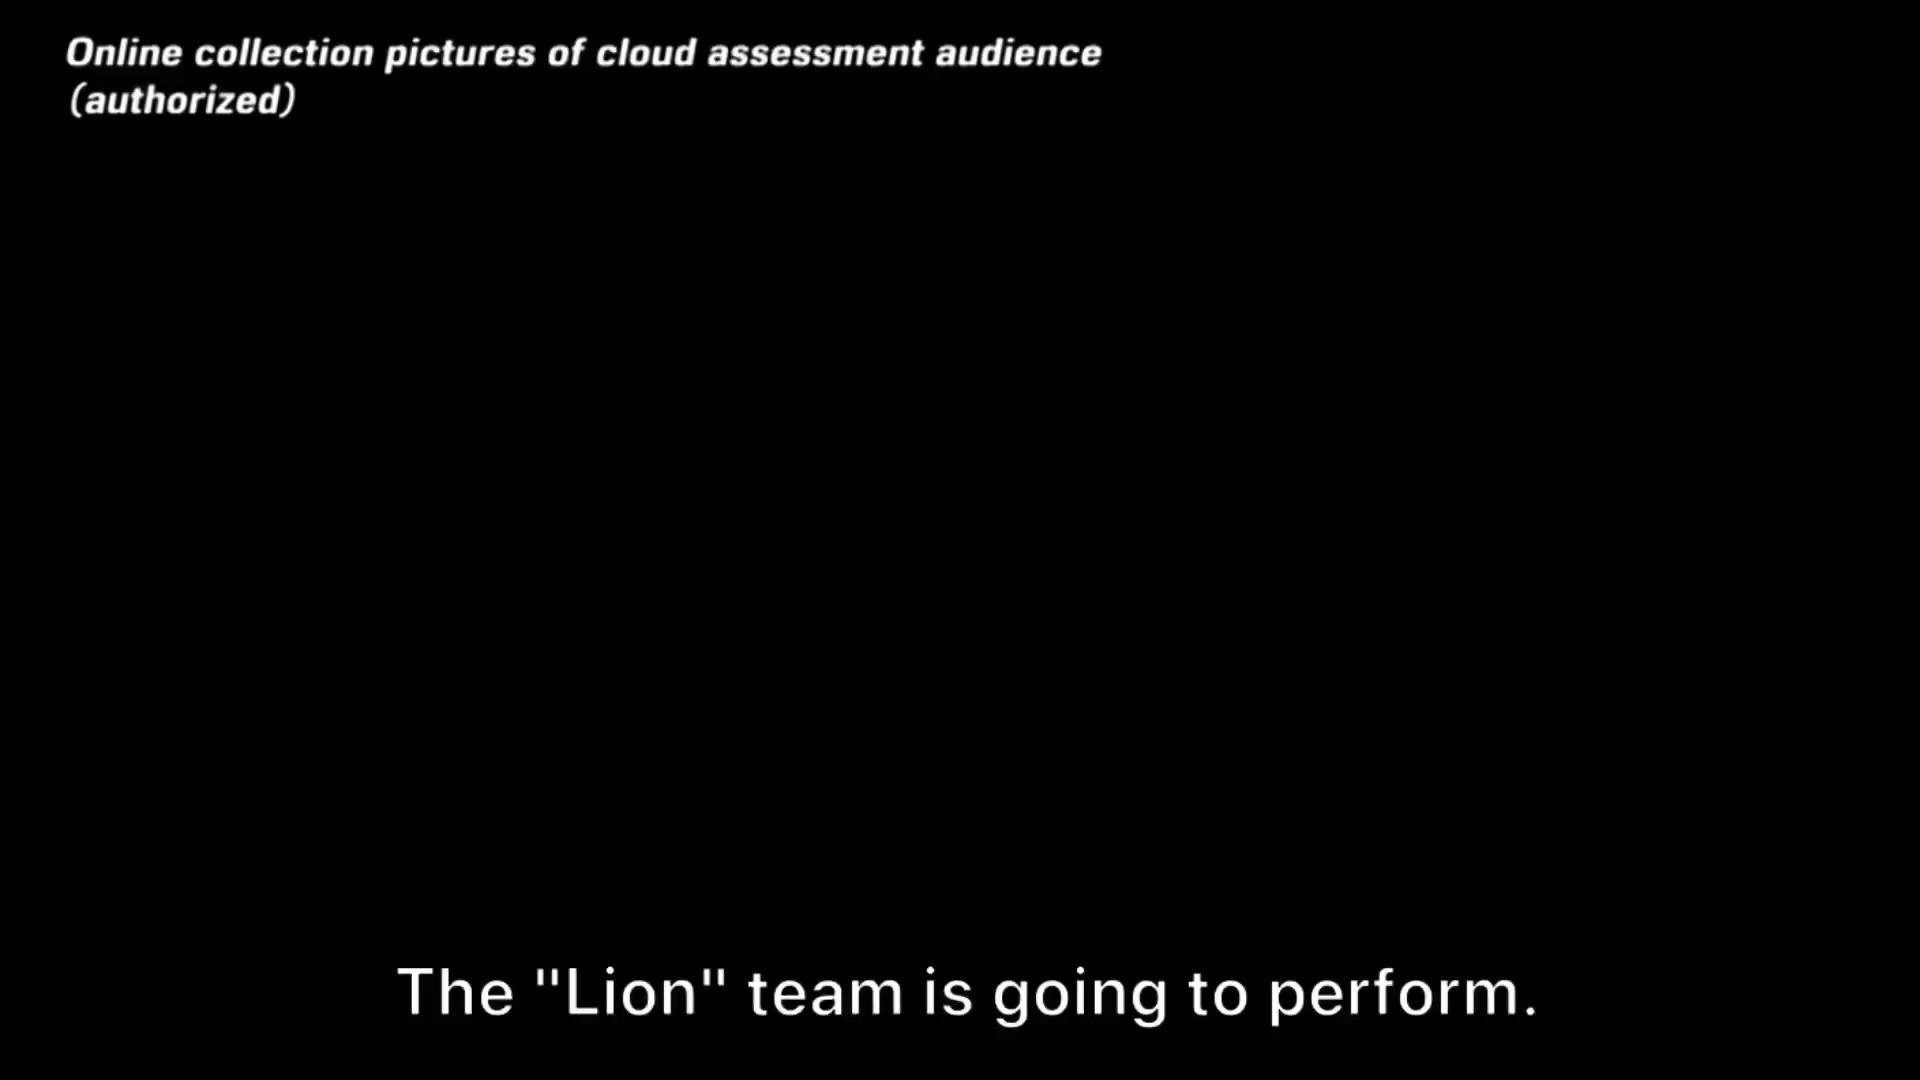 Online collection pictures of cloud assessment audience
(authorized)
The "Lion" team is going to perform.